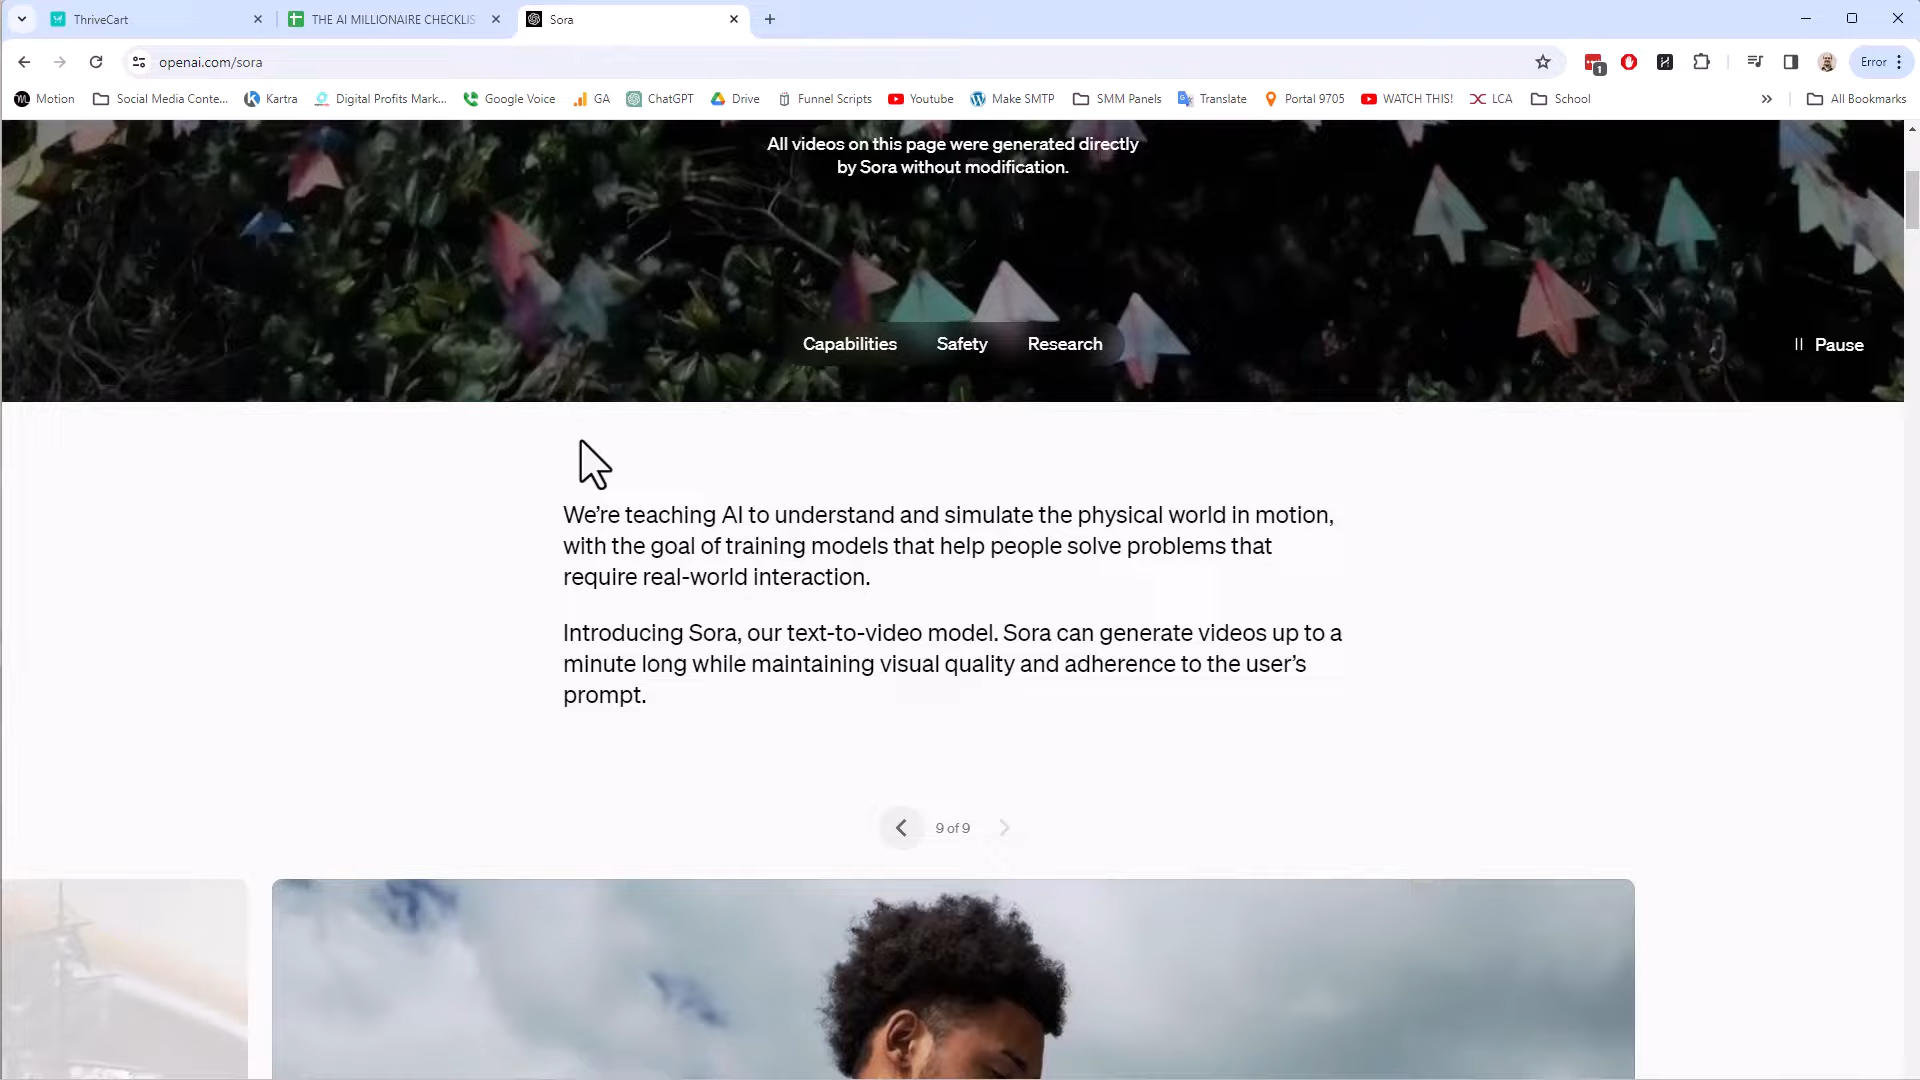 ThriveCart
THE AI MILLIONAIRE CHECKLIS
Sora
openai.com/sora
1
Error
Motion
Social Media Conte...
Kartra
Digital Profits Mark...
Google Voice
GA
ChatGPT
Drive
Funnel Scripts
Youtube
Make SMTP
SMM Panels
Translate
Portal 9705
WATCH THIS!
LCA
School
All Bookmarks
All videos on this page were generated directly
by Sora without modification.
Capabilities
Safety
Research
Pause
We’re teaching AI to understand and simulate the physical world in motion,
with the goal of training models that help people solve problems that
require real-world interaction.
Introducing Sora, our text-to-video model. Sora can generate videos up to a
minute long while maintaining visual quality and adherence to the user’s
prompt.
9 of 9